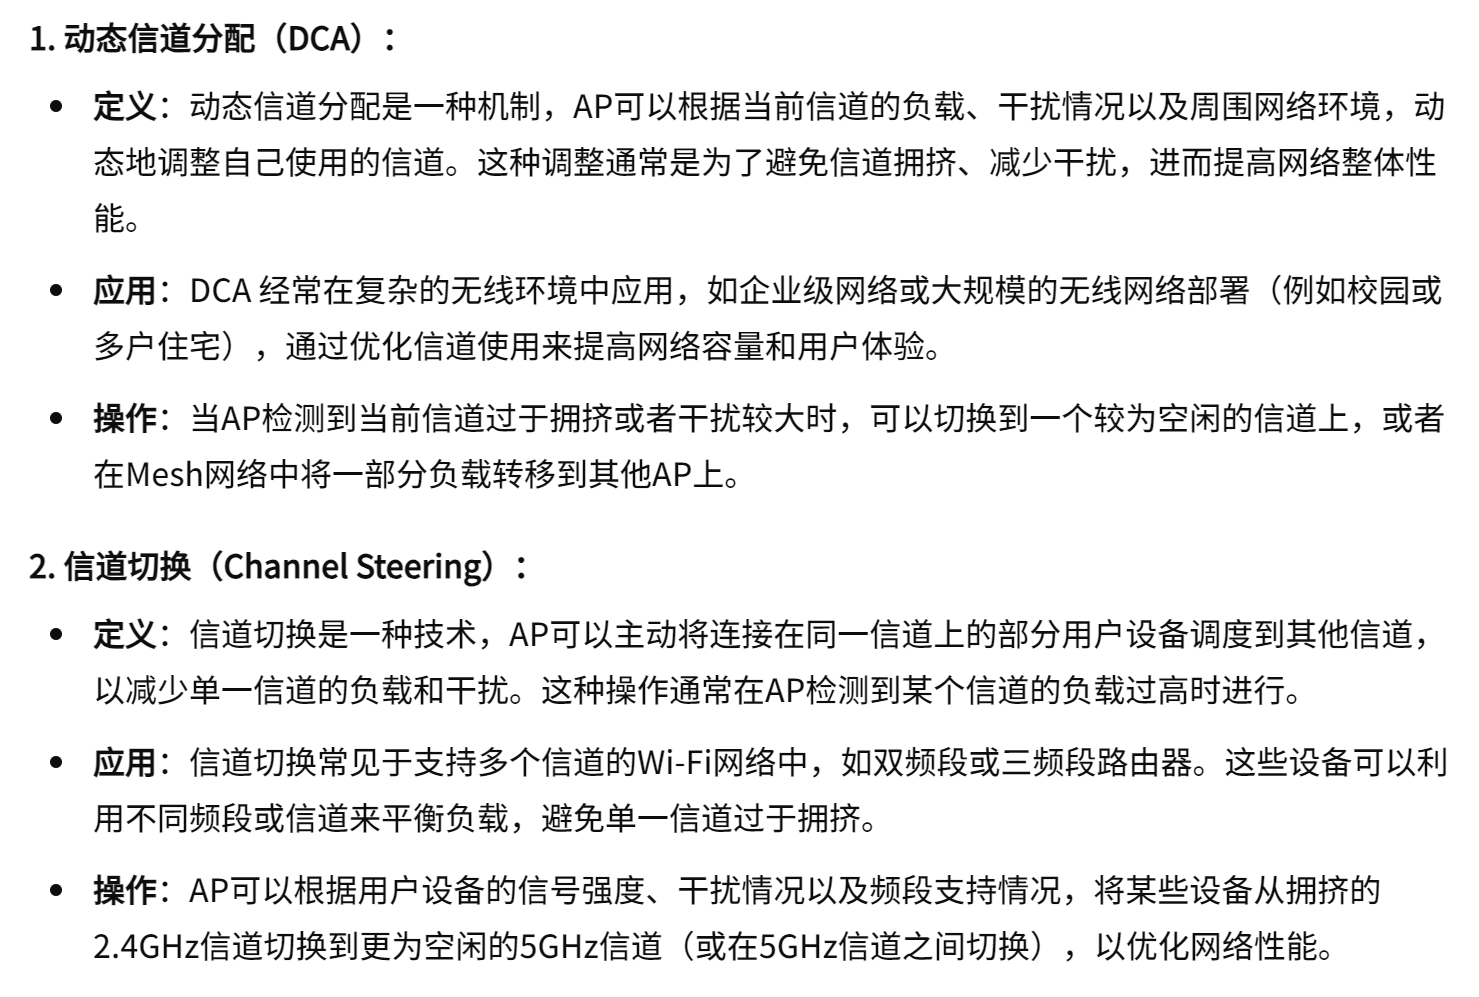 1. 动态信道分配（DCA）：
• 定义：动态信道分配是一种机制，AP可以根据当前信道的负载、干扰情况以及周围网络环境，动
态地调整自己使用的信道。这种调整通常是为了避免信道拥挤、减少干扰，进而提高网络整体性
能。
• 应用：DCA 经常在复杂的无线环境中应用，如企业级网络或大规模的无线网络部署（例如校园或
多户住宅），通过优化信道使用来提高网络容量和用户体验。
• 操作：当AP检测到当前信道过于拥挤或者干扰较大时，可以切换到一个较为空闲的信道上，或者
在Mesh网络中将一部分负载转移到其他AP上。
2. 信道切换（Channel Steering）：
• 定义：信道切换是一种技术，AP可以主动将连接在同一信道上的部分用户设备调度到其他信道，
以减少单一信道的负载和干扰。这种操作通常在AP检测到某个信道的负载过高时进行。
• 应用：信道切换常见于支持多个信道的Wi-Fi网络中，如双频段或三频段路由器。这些设备可以利
用不同频段或信道来平衡负载，避免单一信道过于拥挤。
• 操作：AP可以根据用户设备的信号强度、干扰情况以及频段支持情况，将某些设备从拥挤的
2.4GHz信道切换到更为空闲的5GHz信道（或在5GHz信道之间切换），以优化网络性能。